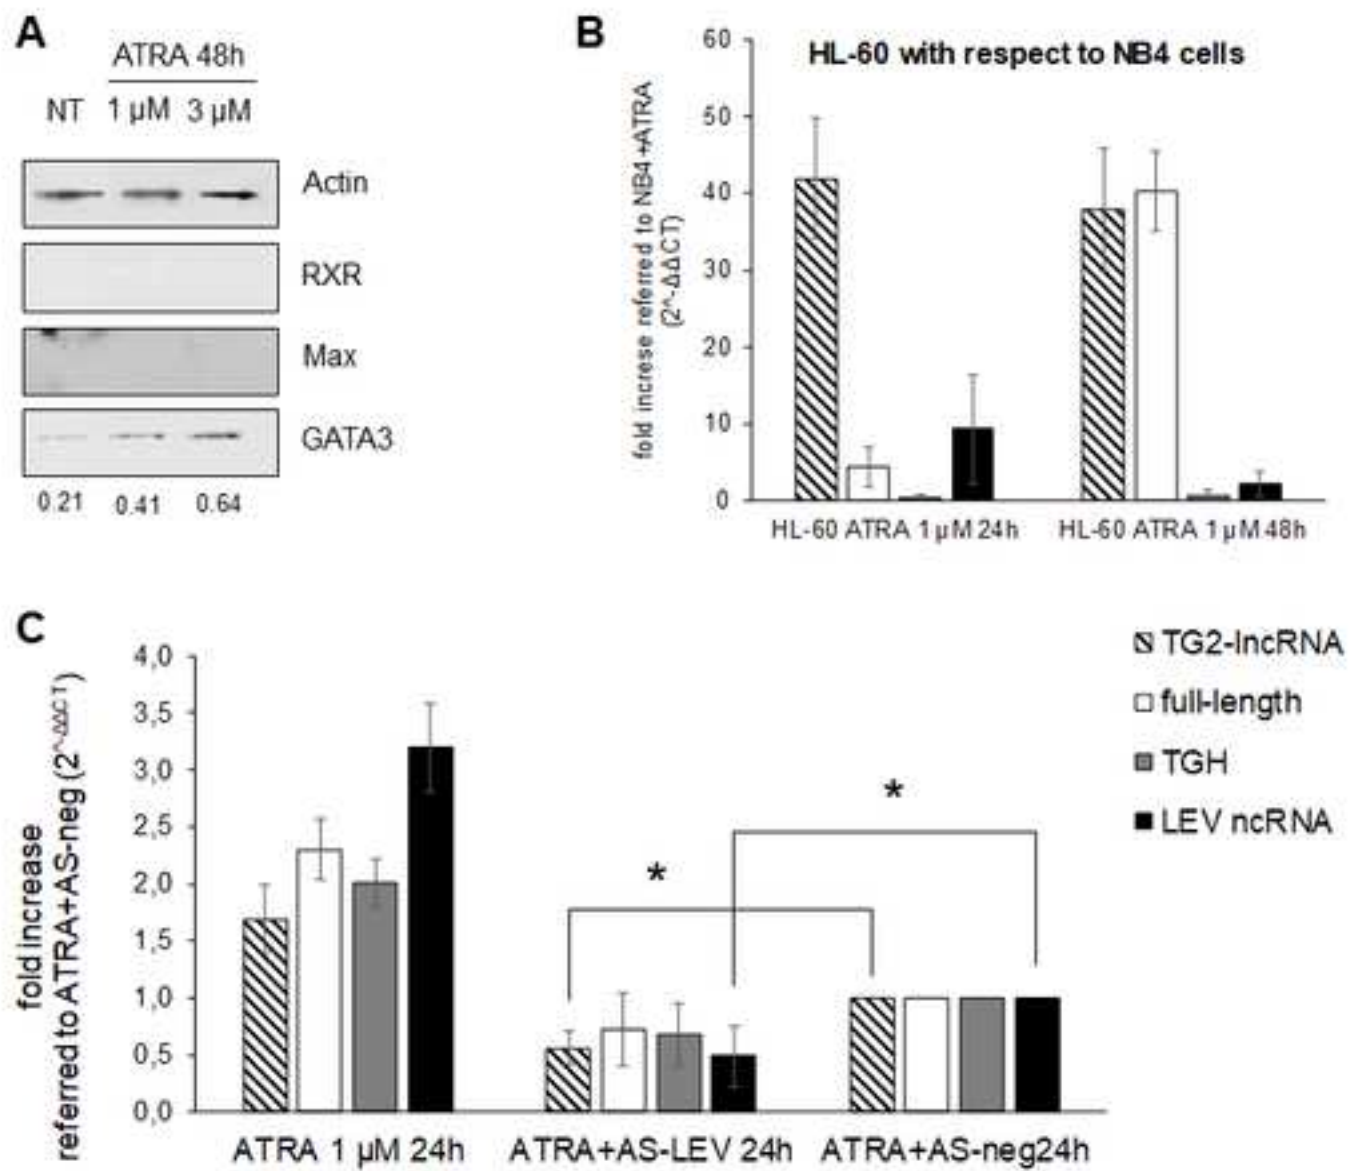 A
ATRA 48h
NT 1 µM 3 µM
Actin
RXR
Max
GATA3
0.21 0.41 0.64
B
HL-60 with respect to NB4 cells
fold increse referred to NB4+ATRA
(2^-ΔΔCT)
60
50
40
30
20
10
0
HL-60 ATRA 1 µM 24h HL-60 ATRA 1 µM 48h
C
fold increase
referred to ATRA+AS-neg (2^-ΔΔCT)
4,0
3,5
3,0
2,5
2,0
1,5
1,0
0,5
0,0
*
*
ATRA 1 µM 24h ATRA+AS-LEV 24h ATRA+AS-neg24h
TG2-lncRNA
full-length
TGH
LEV ncRNA